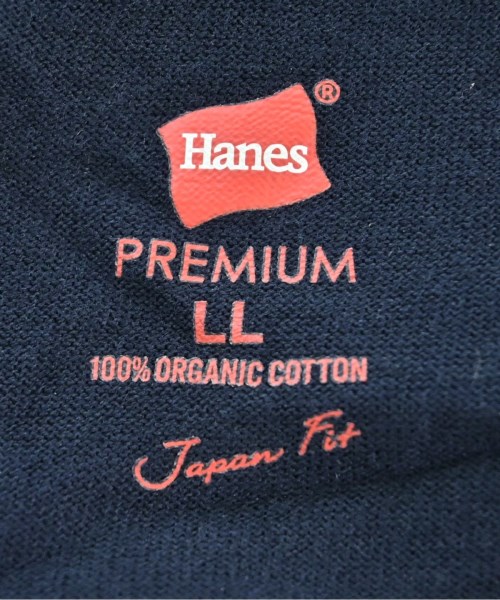 Hanes®
PREMIUM
LL
100% ORGANIC COTTON
Japan Fit